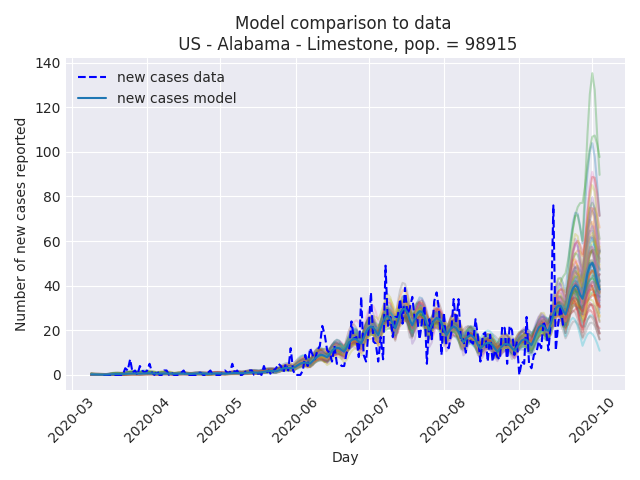 Model comparison to data
US - Alabama - Limestone, pop. = 98915
new cases data
new cases model
Number of new cases reported
140
120
100
80
60
40
20
0
2020-03
2020-04
2020-05
2020-06
2020-07
2020-08
2020-09
2020-10
Day